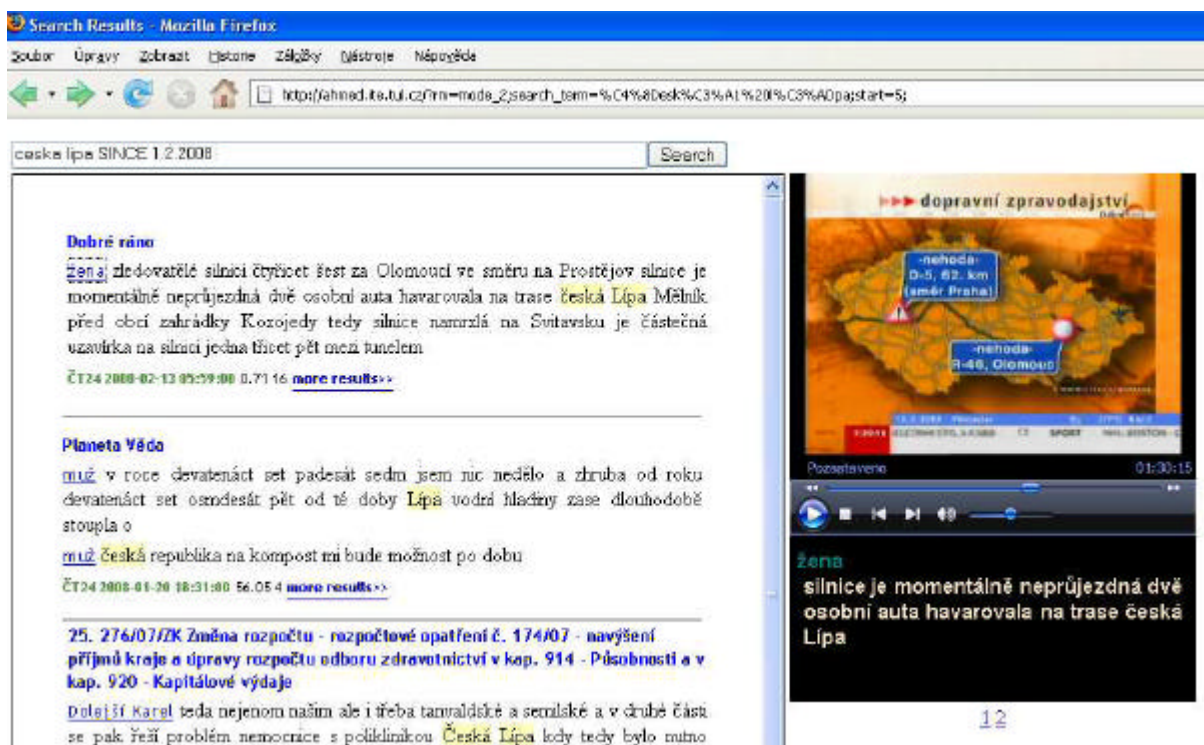 Search Results - Mozilla Firefox
Soubor Úpravy Zobrazit Historie Záložky Nástroje Nápověda
http://ahmed.ite.tul.cz/?rm=mode_2;search_term=%C4%8Desk%C3%A1%20l%C3%ADpa;start=5;
ceska lipa SINCE 1.2.2008 Search
Dobré ráno
žena zledovatělé silnici čtyřicet šest za Olomoucí ve směru na Prostějov silnice je
momentálně neprůjezdná dvě osobní auta havarovala na trase česká Lípa Mělník
před obcí zahrádky Kozojedy tedy silnice namrzlá na Svitavsku je částečná
uzavírka na silnici jedna třicet pět mezi tunelem
ČT24 2008-02-13 05:59:00 0.71 16 more results>>
Planeta Věda
muž v roce devatenáct set padesát sedm jsem nic nedělo a zhruba od roku
devatenáct set osmdesát pět od té doby Lípa vodní hladiny zase dlouhodobě
stoupla o
muž česká republika na kompost mi bude možnost po dobu
ČT24 2008-01-20 18:31:00 56.05 4 more results>>
25. 276/07/ZK Změna rozpočtu - rozpočtové opatření č. 174/07 - navýšení
příjmů kraje a úpravy rozpočtu odboru zdravotnictví v kap. 914 - Působnosti a v
kap. 920 - Kapitálové výdaje
Dolejší Karel teda nejenom našim ale i třeba tanvaldské a semilské a v druhé části
se pak řeší problém nemocnice s poliklinikou Česká Lípa kdy tedy bylo nutno
dopravní zpravodajství
-nehoda-
D-5, 62. km
(směr Praha)
-nehoda-
R-46, Olomouc
SPORT
Pozastaveno 01:30:15
žena
silnice je momentálně neprůjezdná dvě
osobní auta havarovala na trase česká
Lípa
1 2